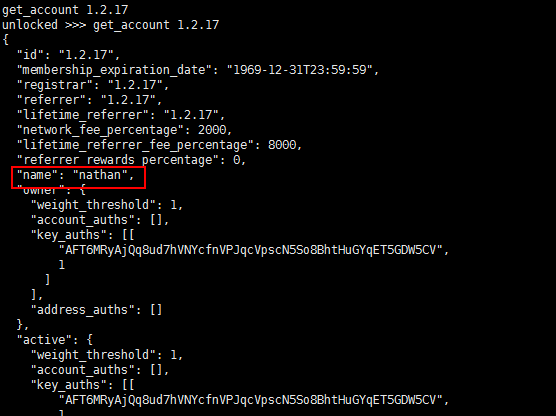 get_account 1.2.17
unlocked >>> get_account 1.2.17
{
"id": "1.2.17",
"membership_expiration_date": "1969-12-31T23:59:59",
"registrar": "1.2.17",
"referrer": "1.2.17",
"lifetime_referrer": "1.2.17",
"network_fee_percentage": 2000,
"lifetime_referrer_fee_percentage": 8000,
"referrer_rewards_percentage": 0,
"name": "nathan",
"owner": {
"weight_threshold": 1,
"account_auths": [],
"key_auths": [[
"AFT6MRyAjQq8ud7hVNYcfnVPJqcVpscN5So8BhtHuGYqET5GDW5CV",
1
]
],
"address_auths": []
},
"active": {
"weight_threshold": 1,
"account_auths": [],
"key_auths": [[
"AFT6MRyAjQq8ud7hVNYcfnVPJqcVpscN5So8BhtHuGYqET5GDW5CV",
1